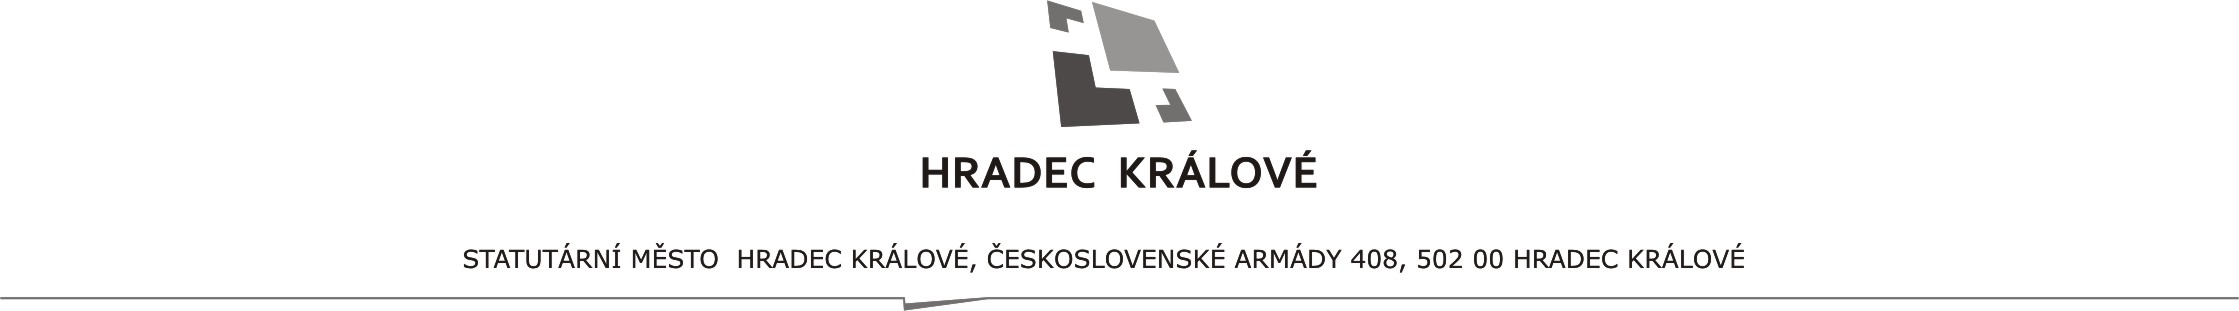 HRADEC KRÁLOVÉ
STATUTÁRNÍ MĚSTO HRADEC KRÁLOVÉ, ČESKOSLOVENSKÉ ARMÁDY 408, 502 00 HRADEC KRÁLOVÉ